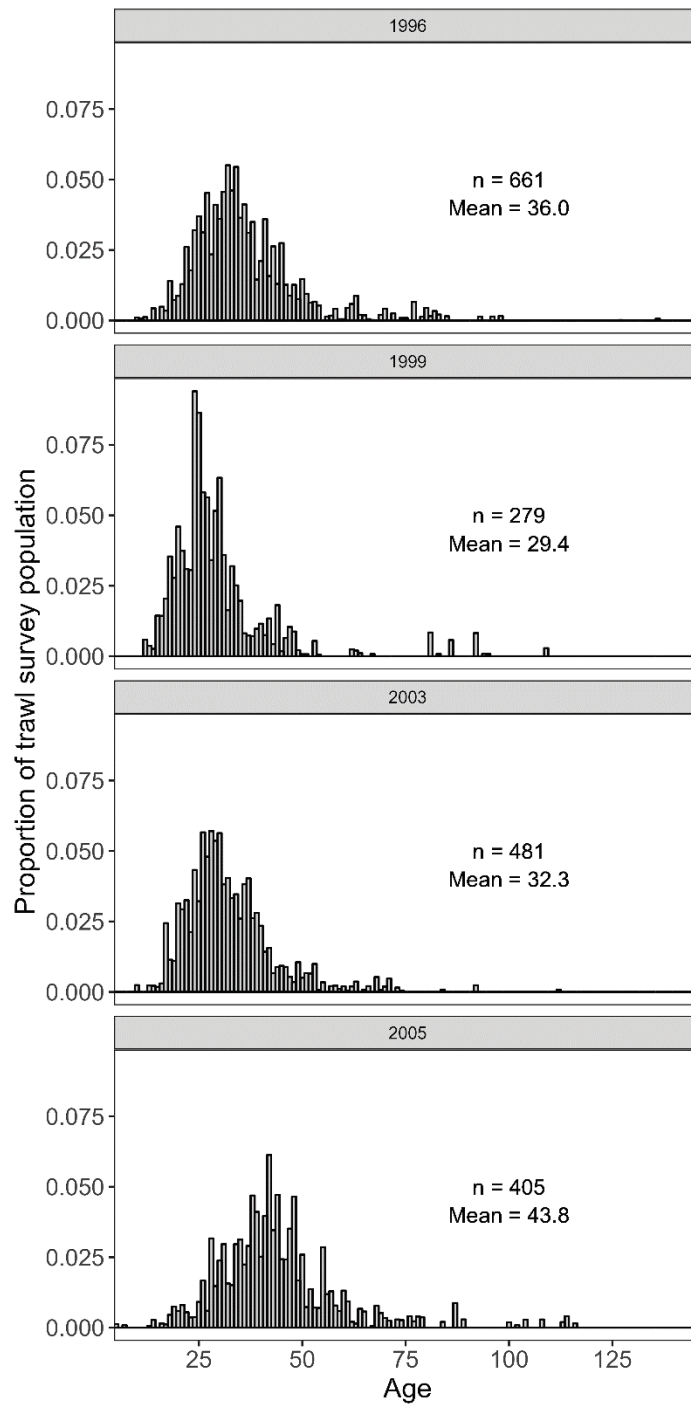 Proportion of trawl survey population
1996
0.075
0.050
0.025
0.000
n = 661
Mean = 36.0
1999
0.075
0.050
0.025
0.000
n = 279
Mean = 29.4
2003
0.075
0.050
0.025
0.000
n = 481
Mean = 32.3
2005
0.075
0.050
0.025
0.000
n = 405
Mean = 43.8
25 50 75 100 125
Age